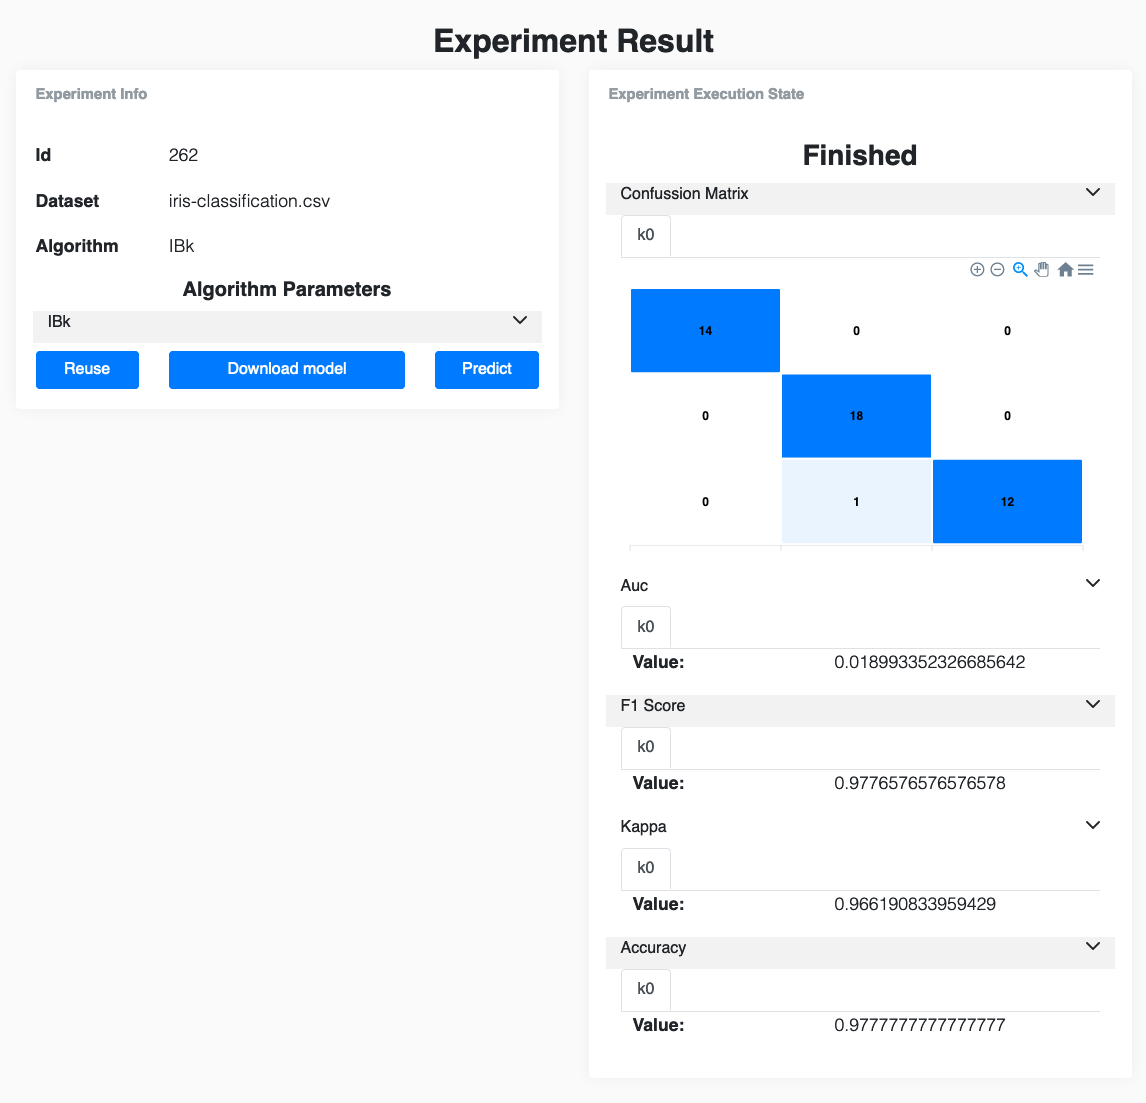 Experiment Result
Experiment Info
Id 262
Dataset iris-classification.csv
Algorithm IBk
Algorithm Parameters
IBk
Reuse Download model Predict
Experiment Execution State
Finished
Confussion Matrix
k0
14 0 0
0 18 0
0 1 12
Auc
k0
Value: 0.018993352326685642
F1 Score
k0
Value: 0.9776576576576578
Kappa
k0
Value: 0.966190833959429
Accuracy
k0
Value: 0.9777777777777777